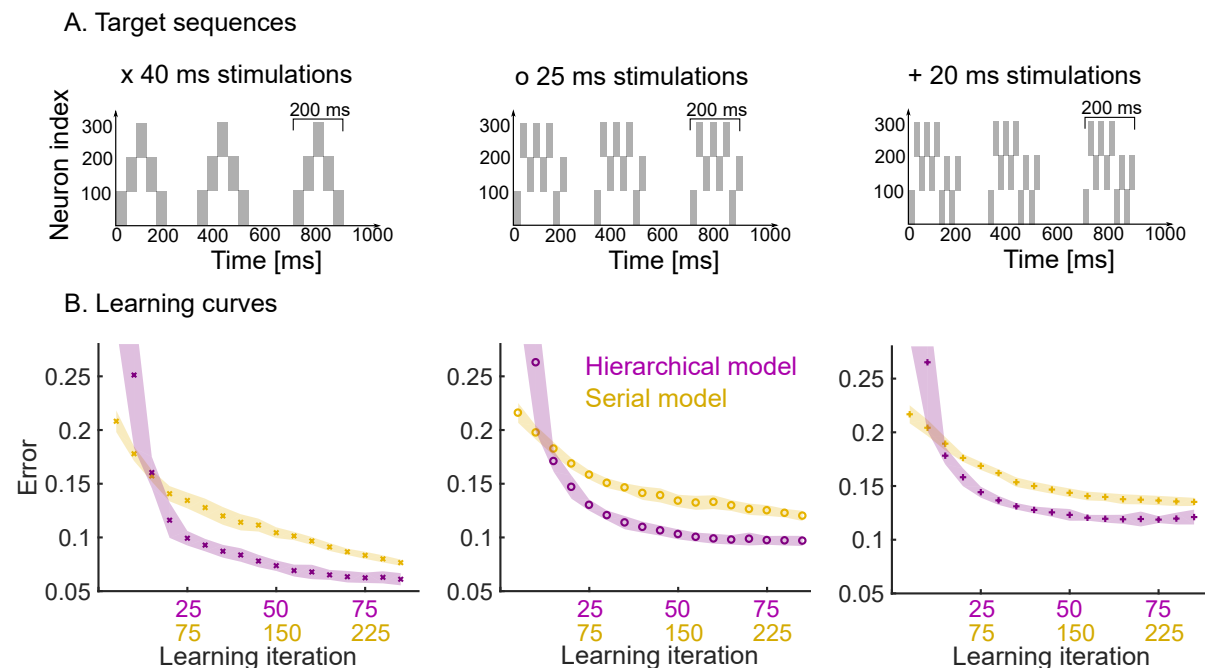 A. Target sequences
x 40 ms stimulations
o 25 ms stimulations
+ 20 ms stimulations
Neuron index
300
200
100
200 ms
0 200 400 600 800 1000
Time [ms]
300
200
100
200 ms
0 200 400 600 800 1000
Time [ms]
300
200
100
200 ms
0 200 400 600 800 1000
Time [ms]
B. Learning curves
Error
0.25
0.2
0.15
0.1
0.05
25 50 75
75 150 225
Learning iteration
Hierarchical model
Serial model
0.25
0.2
0.15
0.1
0.05
25 50 75
75 150 225
Learning iteration
0.25
0.2
0.15
0.1
0.05
25 50 75
75 150 225
Learning iteration